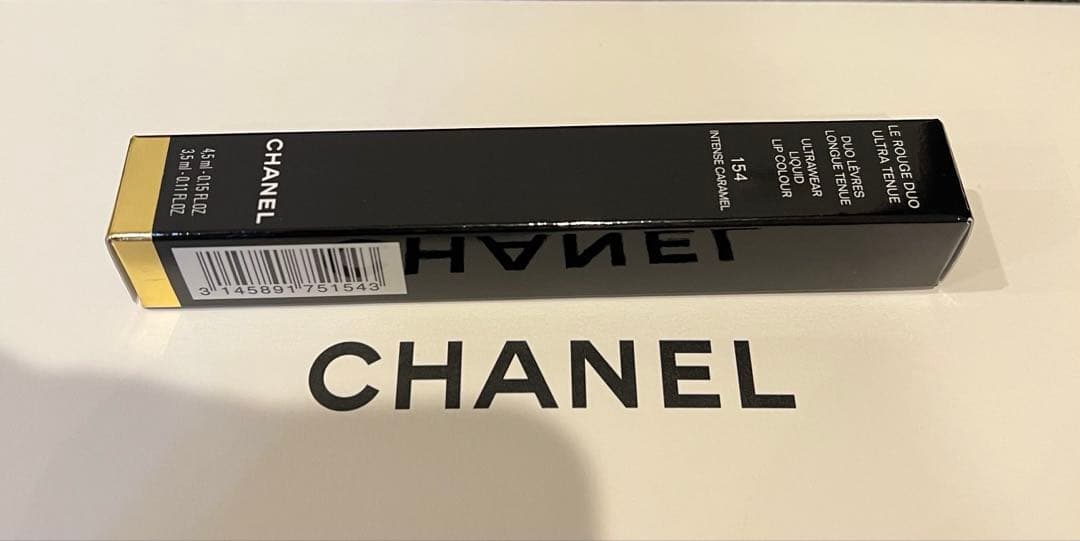 LE ROUGE DUO
ULTRA TENUE
DUO LÈVRES
LONGUE TENUE
ULTRAWEAR
LIQUID
LIP COLOUR
154
INTENSE CARAMEL
CHANEL
4,5 ml - 0.15 FL.OZ
3,5 ml - 0.11 FL.OZ
3 145891 751543
CHANEL
CHANEL